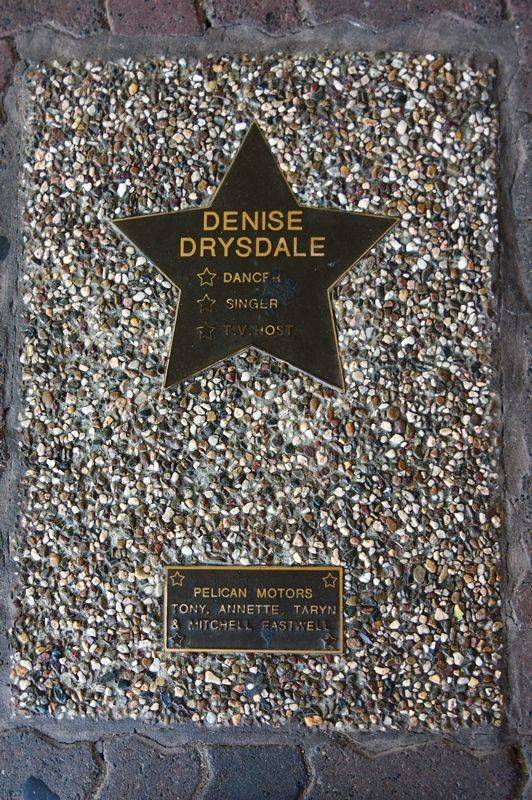 DENISE
DRYSDALE
DANCER
SINGER
T.V. HOST
PELICAN MOTORS
TONY, ANNETTE, TARYN
& MITCHELL EASTWELL